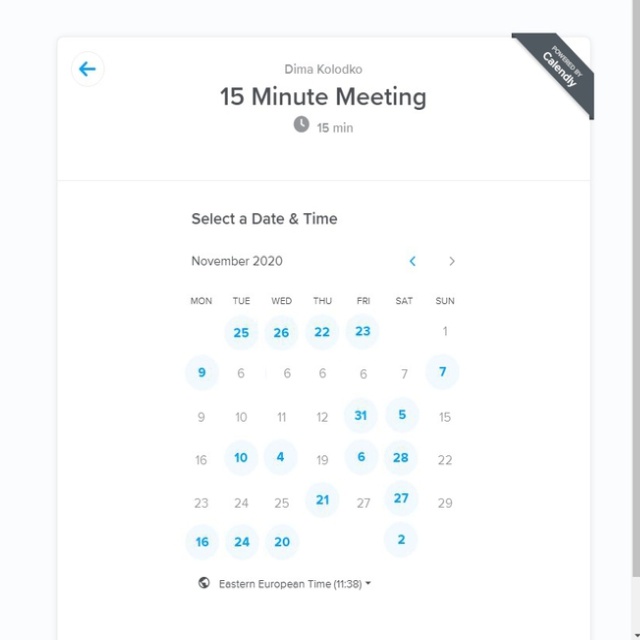 POWERED BY
Calendly
Dima Kolodko
15 Minute Meeting
15 min
Select a Date & Time
November 2020
MON TUE WED THU FRI SAT SUN
25 26 22 23 1
9 6 6 6 6 7 7
9 10 11 12 31 5 15
16 10 4 19 6 28 22
23 24 25 21 27 27 29
16 24 20 2
Eastern European Time (11:38)